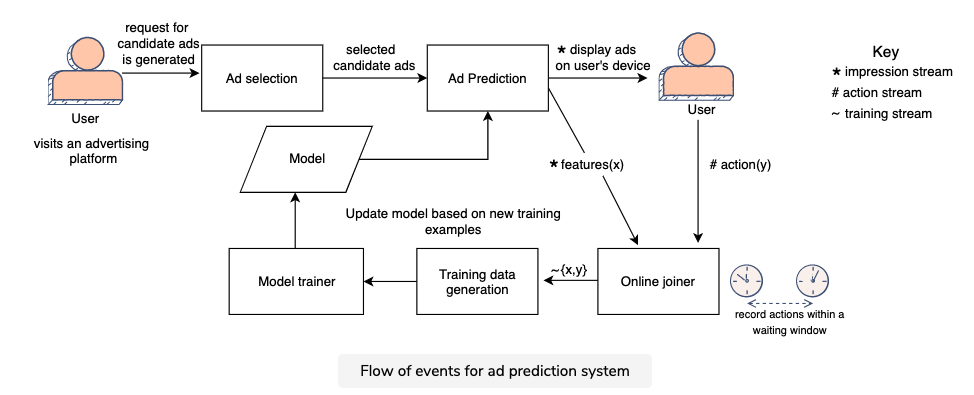 request for
candidate ads
is generated
User
visits an advertising
platform
Ad selection
selected
candidate ads
Ad Prediction
* display ads
on user's device
User
Key
* impression stream
# action stream
~ training stream
Model
* features(x)
# action(y)
Update model based on new training
examples
Model trainer
Training data
generation
~{x,y}
Online joiner
record actions within a
waiting window
Flow of events for ad prediction system